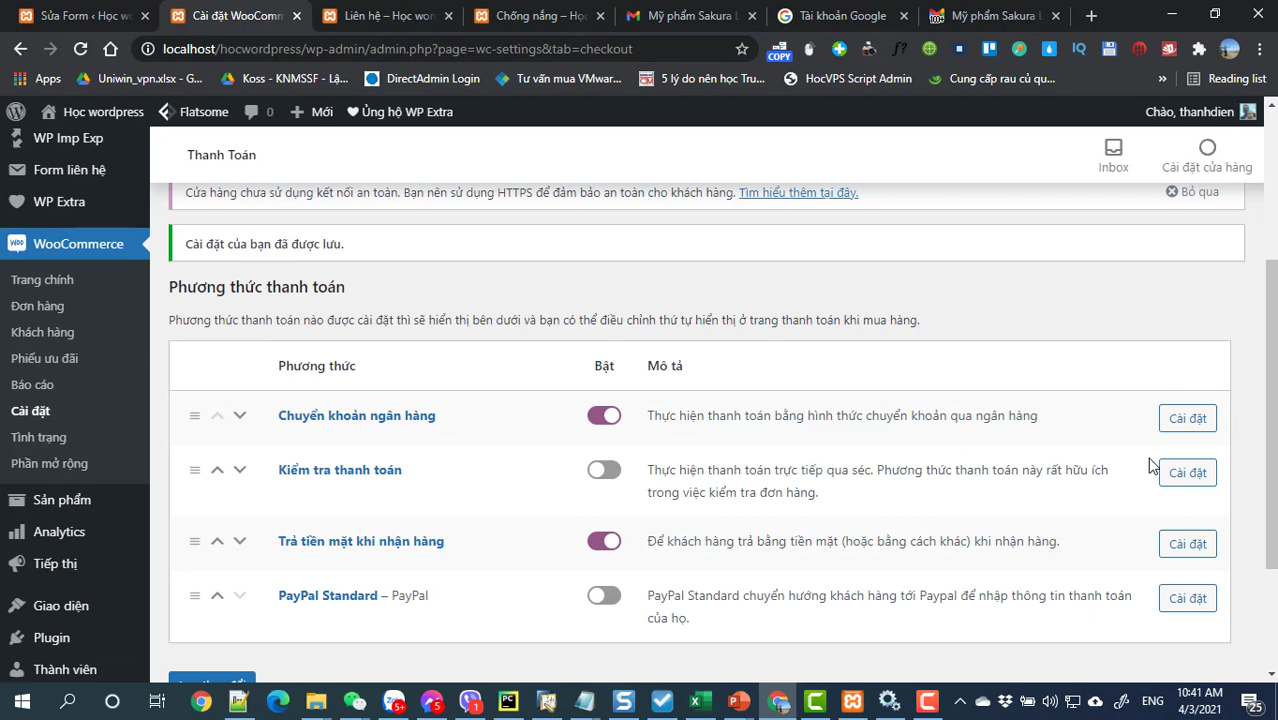 Sửa Form ‹ Học w
Cài đặt WooComm
Liên hệ – Học won
Chống nắng – Họ
Mỹ phẩm Sakura L
Tài khoản Google
Mỹ phẩm Sakura L
localhost/hocwordpress/wp-admin/admin.php?page=wc-settings&tab=checkout
COPY
Apps
Uniwin_vpn.xlsx - G...
Koss - KNMSSF - Lậ...
DirectAdmin Login
Tư vấn mua VMwar...
5 lý do nên học Tru...
HocVPS Script Admin
Cung cấp rau củ qu...
Reading list
Học wordpress
Flatsome
0
Mới
Ủng hộ WP Extra
Chào, thanhdien
WP Imp Exp
Form liên hệ
WP Extra
WooCommerce
Trang chính
Đơn hàng
Khách hàng
Phiếu ưu đãi
Báo cáo
Cài đặt
Tình trạng
Phần mở rộng
Sản phẩm
Analytics
Tiếp thị
Giao diện
Plugin
Thành viên
Thanh Toán
Inbox
Cài đặt cửa hàng
Cửa hàng chưa sử dụng kết nối an toàn. Bạn nên sử dụng HTTPS để đảm bảo an toàn cho khách hàng. Tìm hiểu thêm tại đây.
Bỏ qua
Cài đặt của bạn đã được lưu.
Phương thức thanh toán
Phương thức thanh toán nào được cài đặt thì sẽ hiển thị bên dưới và bạn có thể điều chỉnh thứ tự hiển thị ở trang thanh toán khi mua hàng.
Phương thức
Bật
Mô tả
Chuyển khoản ngân hàng
Thực hiện thanh toán bằng hình thức chuyển khoản qua ngân hàng
Cài đặt
Kiểm tra thanh toán
Thực hiện thanh toán trực tiếp qua séc. Phương thức thanh toán này rất hữu ích
trong việc kiểm tra đơn hàng.
Cài đặt
Trả tiền mặt khi nhận hàng
Để khách hàng trả bằng tiền mặt (hoặc bằng cách khác) khi nhận hàng.
Cài đặt
PayPal Standard – PayPal
PayPal Standard chuyển hướng khách hàng tới Paypal để nhập thông tin thanh toán
của họ.
Cài đặt
ENG
10:41 AM
4/3/2021
25